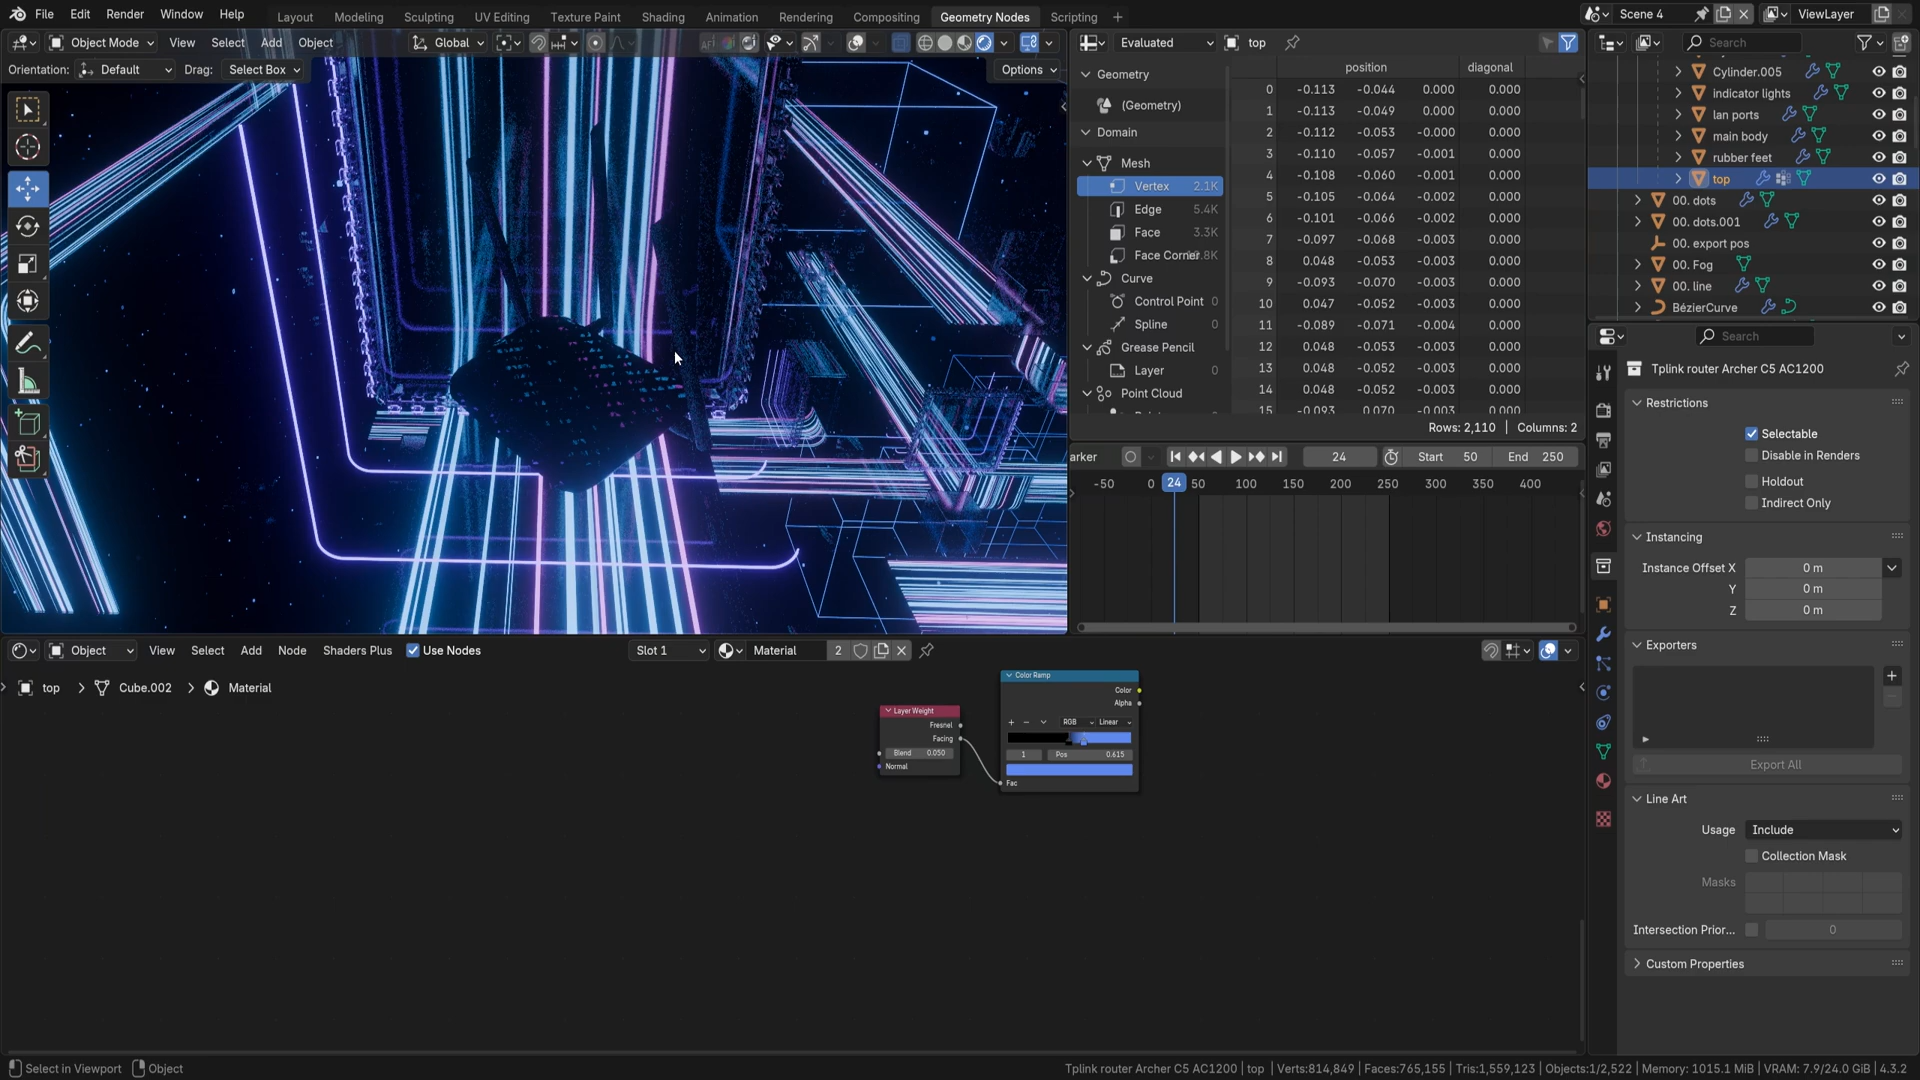 File Edit Render Window Help Layout Modeling Sculpting UV Editing Texture Paint Shading Animation Rendering Compositing Geometry Nodes Scripting + Scene 4 ViewLayer
Object Mode View Select Add Object Global
Orientation: Default Drag: Select Box Options
Evaluated top
Geometry
(Geometry)
Domain
Mesh
Vertex 2.1K
Edge 5.4K
Face 3.3K
Curve
Control Point 0
Spline 0
Grease Pencil
Layer 0
Point Cloud
position diagonal
0 -0.113 -0.044 0.000 0.000
1 -0.113 -0.049 0.000 0.000
2 -0.112 -0.053 -0.000 0.000
3 -0.110 -0.057 -0.001 0.000
4 -0.108 -0.060 -0.001 0.000
5 -0.105 -0.064 -0.002 0.000
6 -0.101 -0.066 -0.002 0.000
7 -0.097 -0.068 -0.003 0.000
8 0.048 -0.053 -0.003 0.000
9 -0.093 -0.070 -0.003 0.000
10 0.047 -0.052 -0.003 0.000
11 -0.089 -0.071 -0.004 0.000
12 0.048 -0.053 -0.003 0.000
13 0.048 -0.052 -0.003 0.000
14 0.048 -0.052 -0.003 0.000
15 -0.093 0.070 -0.003 0.000
Rows: 2,110 | Columns: 2
arker 24 Start 50 End 250
-50 0 24 50 100 150 200 250 300 350 400
Search
Cylinder.005
indicator lights
lan ports
main body
rubber feet
top
00. dots
00. dots.001
00. export pos
00. Fog
00. line
BézierCurve
Search
Tplink router Archer C5 AC1200
Restrictions
Selectable
Disable in Renders
Holdout
Indirect Only
Instancing
Instance Offset X 0 m
Y 0 m
Z 0 m
Exporters
Export All
Line Art
Usage Include
Collection Mask
Masks
Intersection Prior... 0
Custom Properties
Object View Select Add Node Shaders Plus Use Nodes Slot 1 Material 2
top Cube.002 Material
Layer Weight
Fresnel
Facing
Blend 0.050
Normal
Color Ramp
Color
Alpha
+ − RGB Linear
1 Pos 0.615
Fac
Select in Viewport Object Tplink router Archer C5 AC1200 | top | Verts:814,849 | Faces:765,155 | Tris:1,559,123 | Objects:1/2,522 | Memory: 1015.1 MiB | VRAM: 7.9/24.0 GiB | 4.3.2